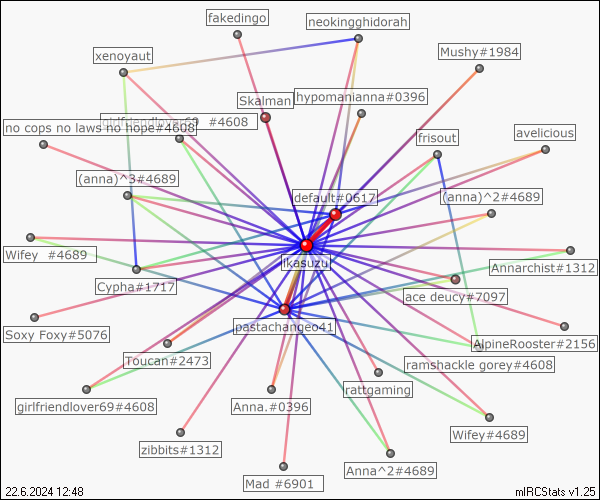 fakedingo
neokingghidorah
xenoyaut
Mushy#1984
Skalman
hypomanianna#0396
#4608
no cops no laws no hope#4608
frisout
avelicious
(anna)^3#4689
default#0617
(anna)^2#4689
Wifey  #4689
ikasuzu
Annarchist#1312
Cypha#1717
ace deucy#7097
pastachangeo41
Soxy Foxy#5076
AlpineRooster#2156
Toucan#2473
ramshackle gorey#4608
rattgaming
girlfriendlover69#4608
Anna.#0396
Wifey#4689
zibbits#1312
Anna^2#4689
Mad #6901
22.6.2024 12:48
mIRCStats v1.25